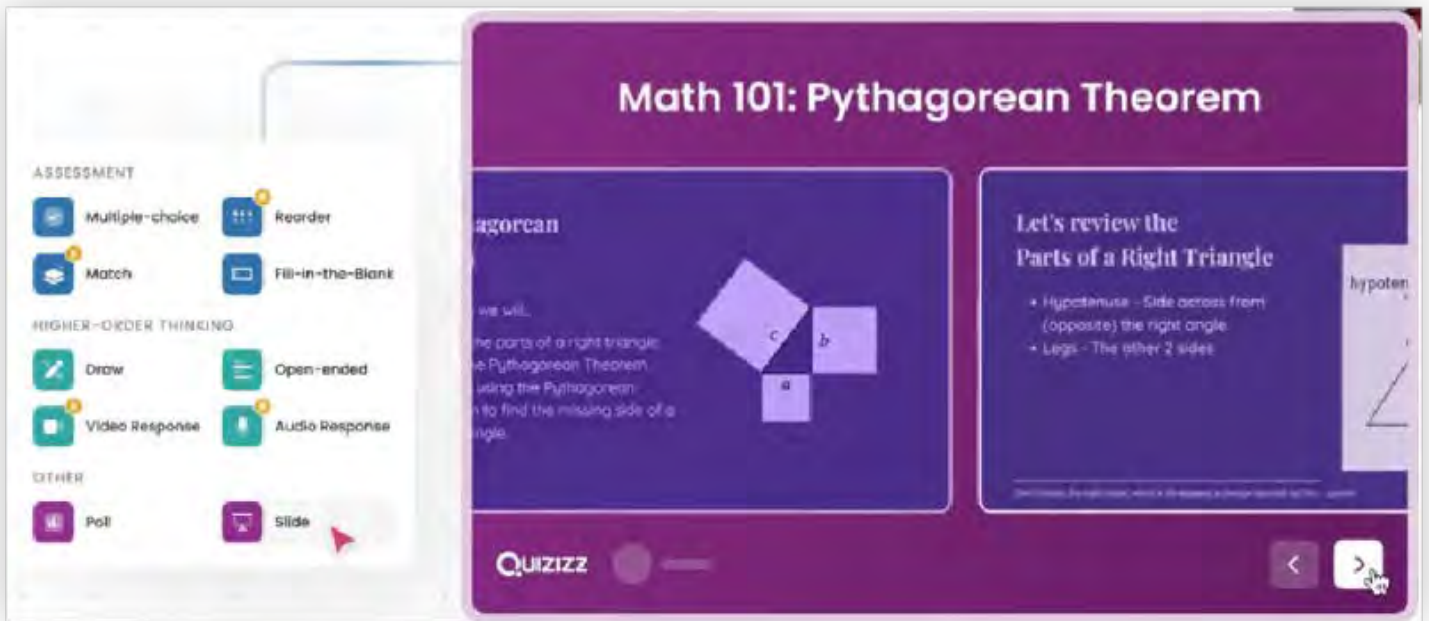 ASSESSMENT
Multiple-choice
Reorder
Match
Fill-in-the-Blank
HIGHER-ORDER THINKING
Draw
Open-ended
Video Response
Audio Response
OTHER
Poll
Slide
Math 101: Pythagorean Theorem
agorean
we will..
he parts of a right triangle.
e Pythagorean Theorem.
using the Pythagorean
n to find the missing side of a
ngle.
c
b
a
Let's review the
Parts of a Right Triangle
• Hypotenuse - Side across from
(opposite) the right angle
• Legs - The other 2 sides
hypoten
Quizizz